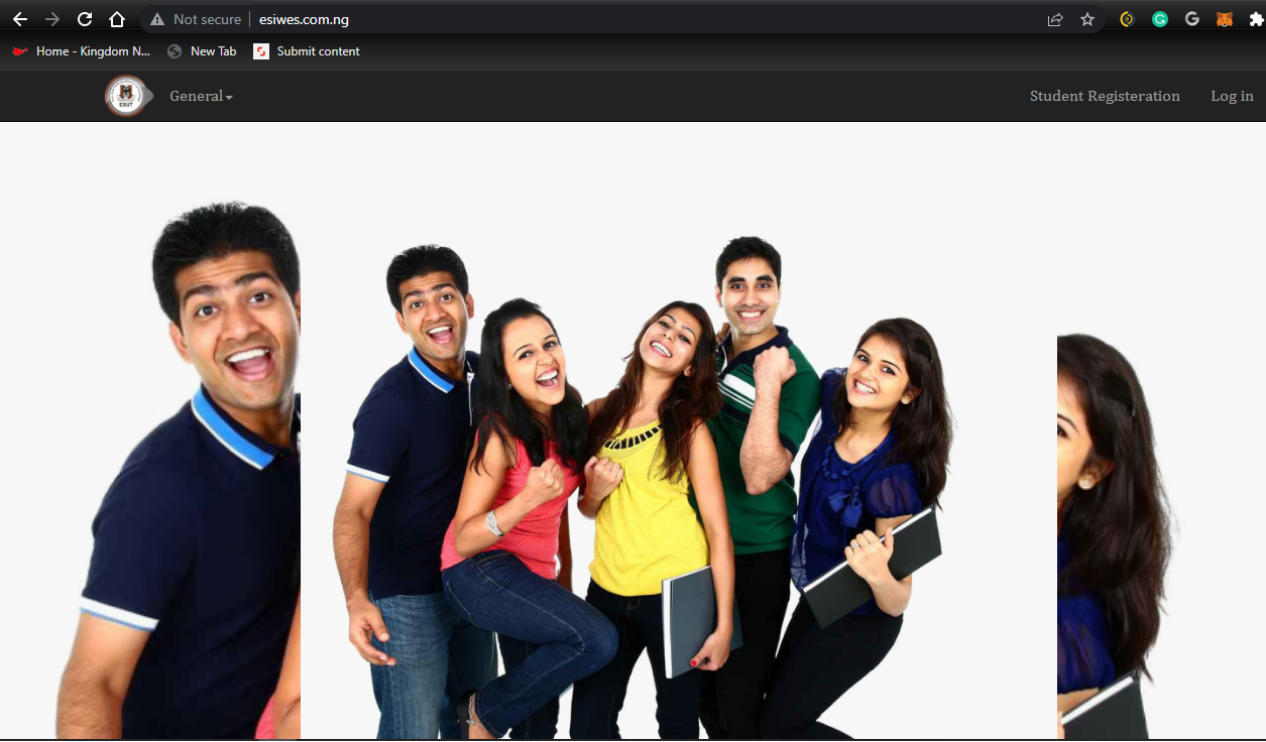 Not secure | esiwes.com.ng
Home - Kingdom N... New Tab Submit content
ESUT General Student Registeration Log in